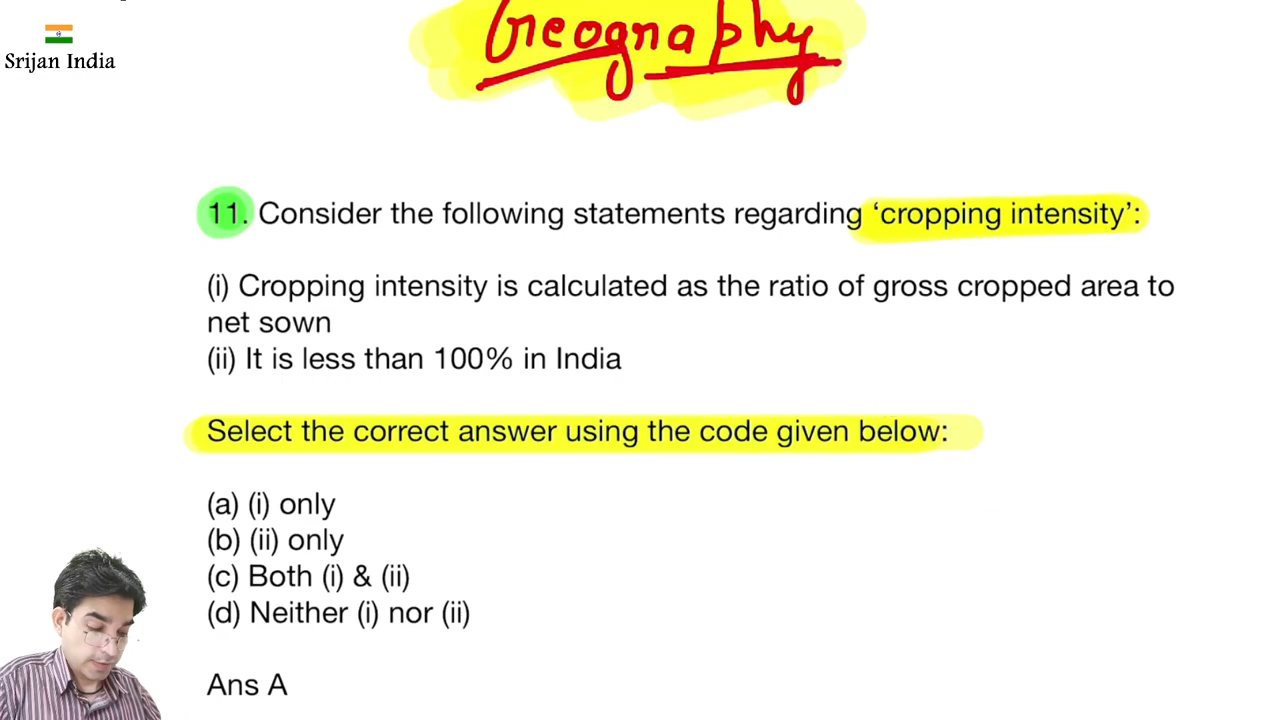 Geography
Srijan India
11. Consider the following statements regarding ‘cropping intensity’:
(i) Cropping intensity is calculated as the ratio of gross cropped area to
net sown
(ii) It is less than 100% in India
Select the correct answer using the code given below:
(a) (i) only
(b) (ii) only
(c) Both (i) & (ii)
(d) Neither (i) nor (ii)
Ans A